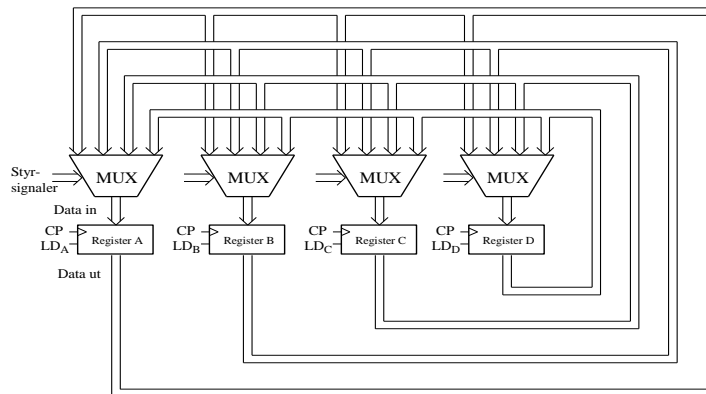 Styr-
signaler
MUX
MUX
MUX
MUX
Data in
CP
LDA
Register A
CP
LDB
Register B
CP
LDC
Register C
CP
LDD
Register D
Data ut